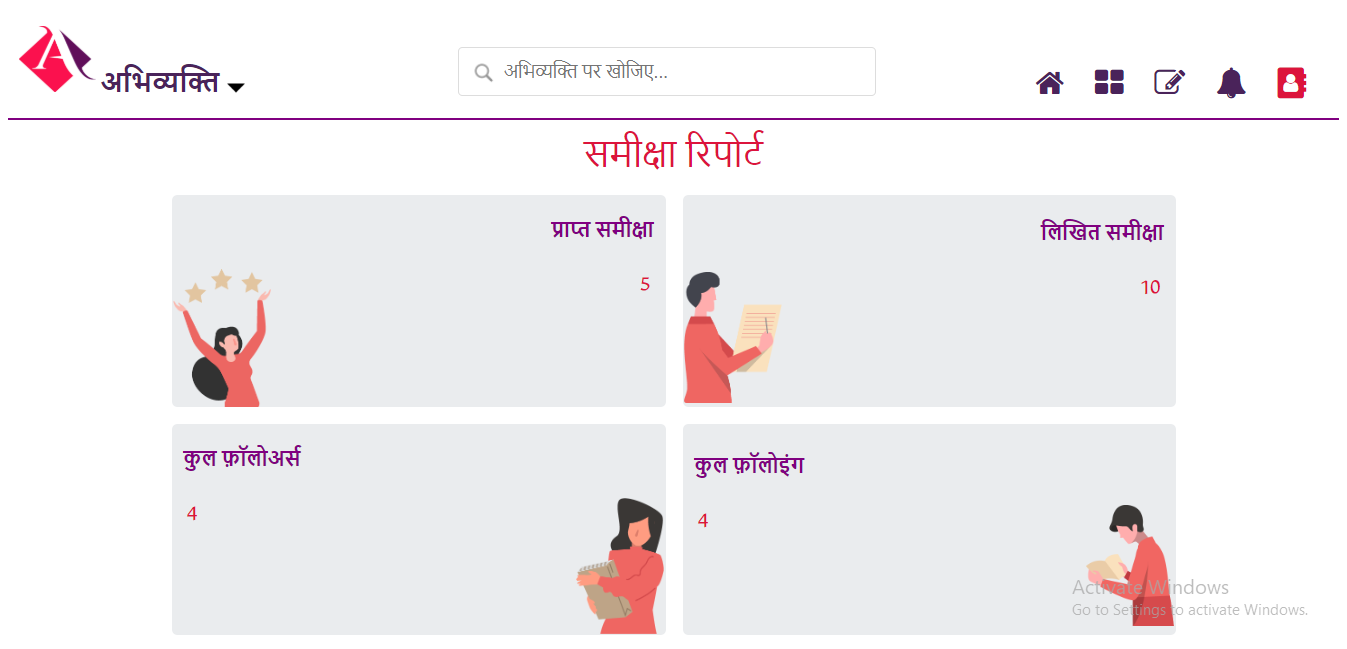 अभिव्यक्ति
अभिव्यक्ति पर खोजिए...
समीक्षा रिपोर्ट
प्राप्त समीक्षा
5
लिखित समीक्षा
10
कुल फ़ॉलोअर्स
4
कुल फ़ॉलोइंग
4
Activate Windows
Go to Settings to activate Windows.